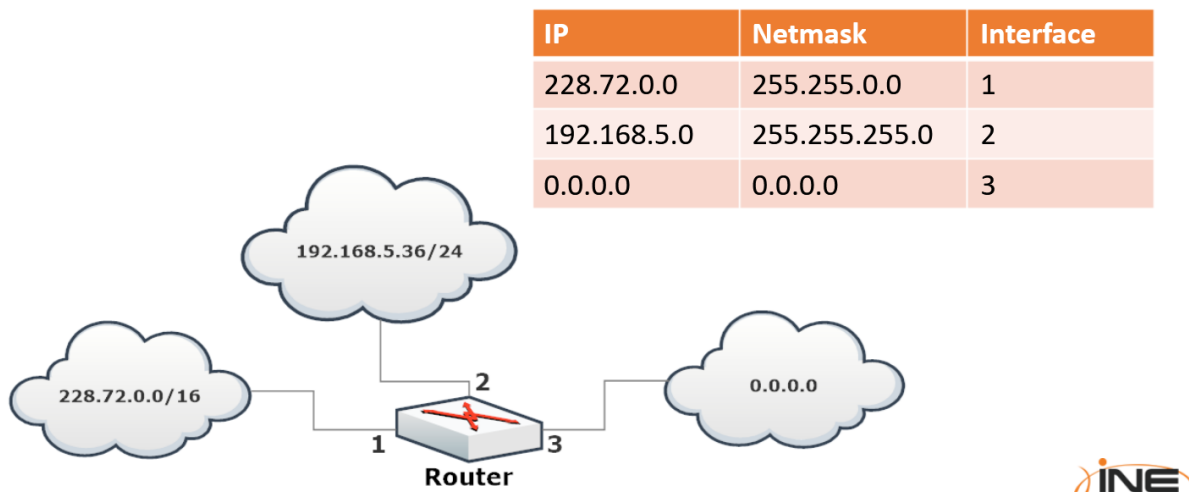 IP Netmask Interface
228.72.0.0 255.255.0.0 1
192.168.5.0 255.255.255.0 2
0.0.0.0 0.0.0.0 3
192.168.5.36/24
228.72.0.0/16
0.0.0.0
2
1
3
Router
INE